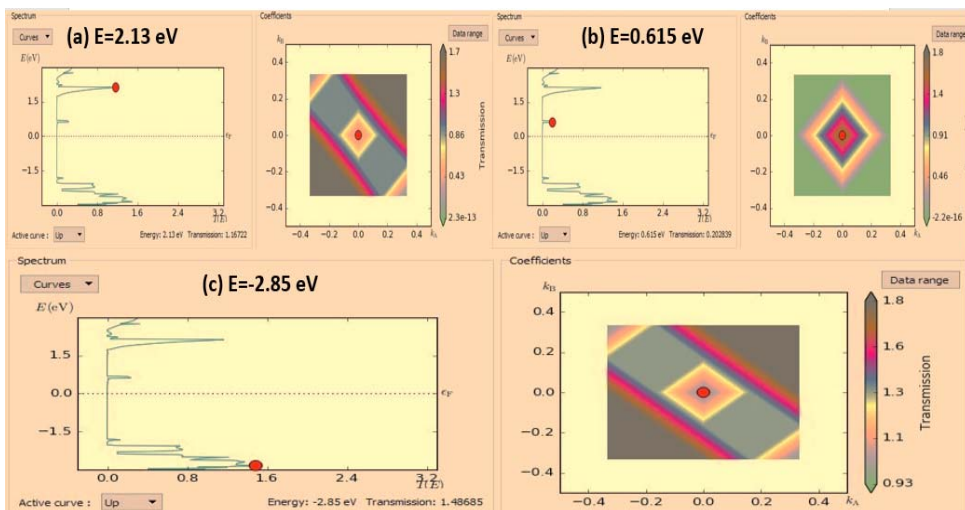 Spectrum
Curves
(a) E=2.13 eV
E(eV)
1.5
0.0
−1.5
εF
0.0 0.8 1.6 2.4 3.2
T(E)
Active curve : Up
Energy: 2.13 eV Transmission: 1.16722
Coefficients
Data range
kB
0.4
0.2
0.0
−0.2
−0.4
−0.4 −0.2 0.0 0.2 0.4
kA
1.7
1.3
0.86
0.43
2.3e-13
Transmission
Spectrum
Curves
(b) E=0.615 eV
E(eV)
1.5
0.0
−1.5
εF
0.0 0.8 1.6 2.4 3.2
T(E)
Active curve : Up
Energy: 0.615 eV Transmission: 0.202839
Coefficients
Data range
kB
0.4
0.2
0.0
−0.2
−0.4
−0.4 −0.2 0.0 0.2 0.4
kA
1.8
1.4
0.91
0.46
-2.2e-16
Transmission
Spectrum
Curves
(c) E=-2.85 eV
E(eV)
1.5
0.0
−1.5
εF
0.0 0.8 1.6 2.4 3.2
T(E)
Active curve : Up
Energy: -2.85 eV Transmission: 1.48685
Coefficients
Data range
kB
0.4
0.2
0.0
−0.2
−0.4
−0.4 −0.2 0.0 0.2 0.4
kA
1.8
1.6
1.3
1.1
0.93
Transmission